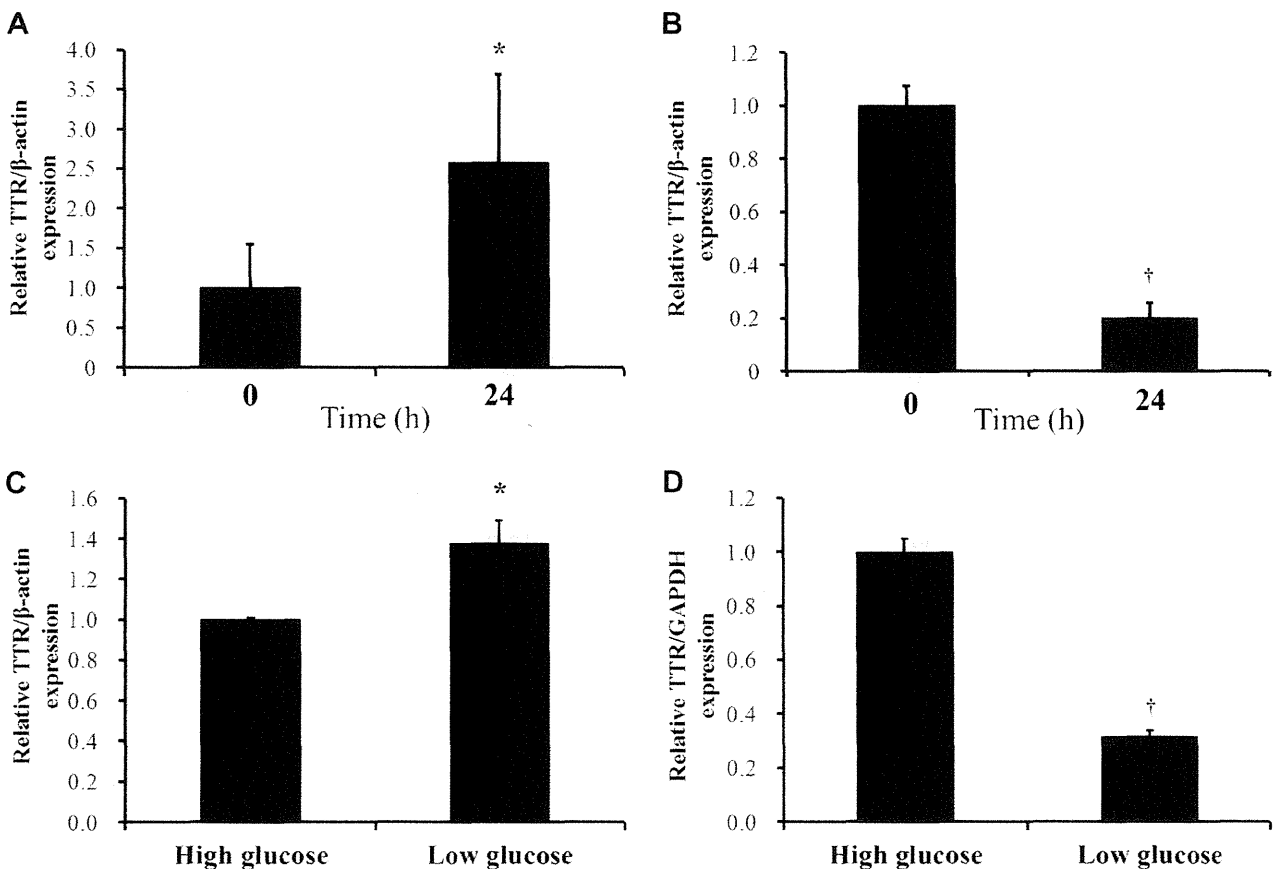 A
Relative TTR/β-actin
expression
4.0
3.5
3.0
2.5
2.0
1.5
1.0
0.5
0
*
0
24
Time (h)
B
Relative TTR/β-actin
expression
1.2
1.0
0.8
0.6
0.4
0.2
0
†
0
24
Time (h)
C
Relative TTR/β-actin
expression
1.6
1.4
1.2
1.0
0.8
0.6
0.4
0.2
0.0
*
High glucose
Low glucose
D
Relative TTR/GAPDH
expression
1.2
1.0
0.8
0.6
0.4
0.2
0.0
†
High glucose
Low glucose